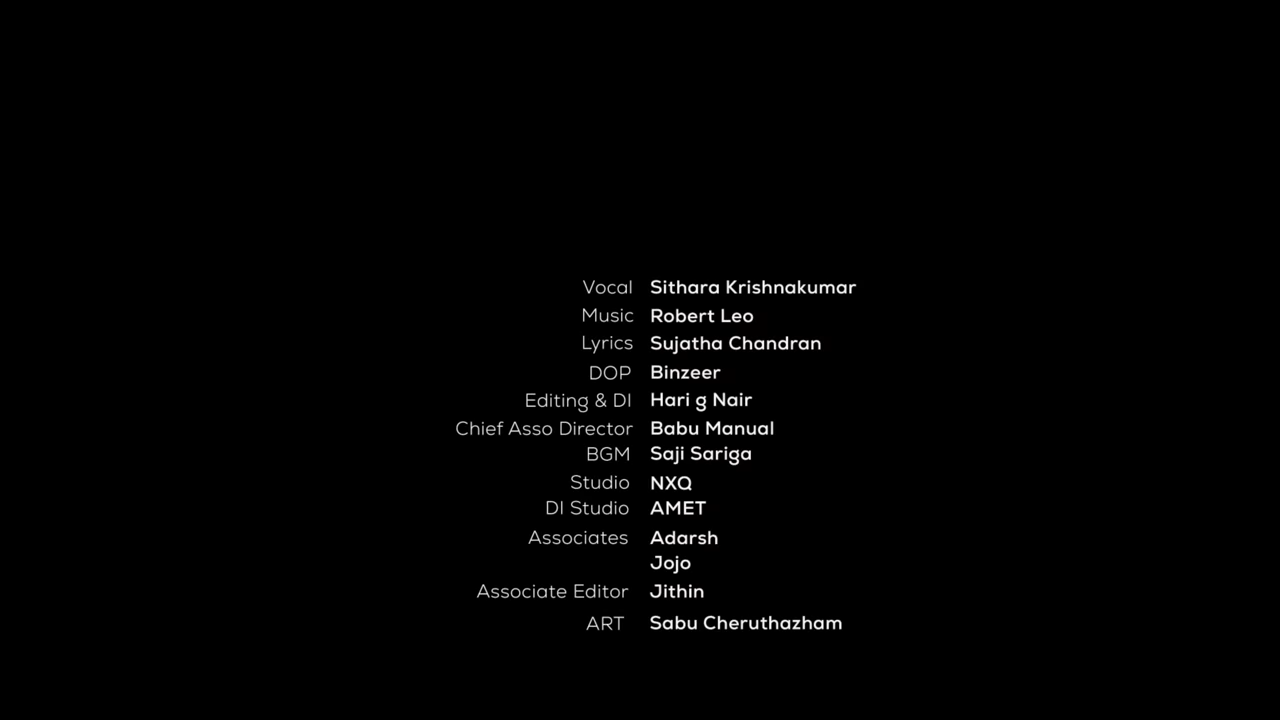 Vocal Sithara Krishnakumar
Music Robert Leo
Lyrics Sujatha Chandran
DOP Binzeer
Editing & DI Hari g Nair
Chief Asso Director Babu Manual
BGM Saji Sariga
Studio NXQ
DI Studio AMET
Associates Adarsh
Jojo
Associate Editor Jithin
ART Sabu Cheruthazham